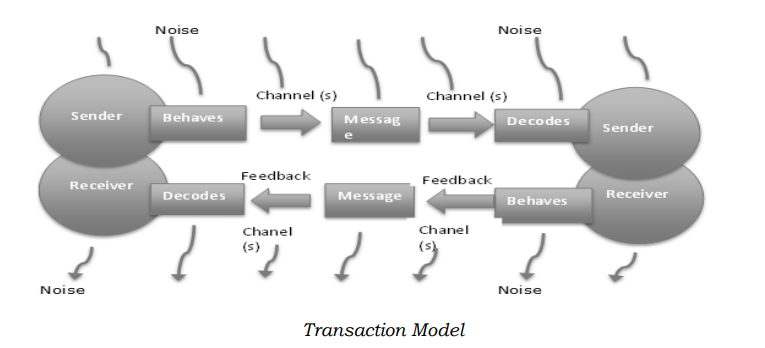 Noise
Noise
Channel (s)
Channel (s)
Sender
Behaves
Messag
e
Decodes
Sender
Feedback
Feedback
Receiver
Decodes
Message
Behaves
Receiver
Chanel
(s)
Chanel
(s)
Noise
Noise
Transaction Model